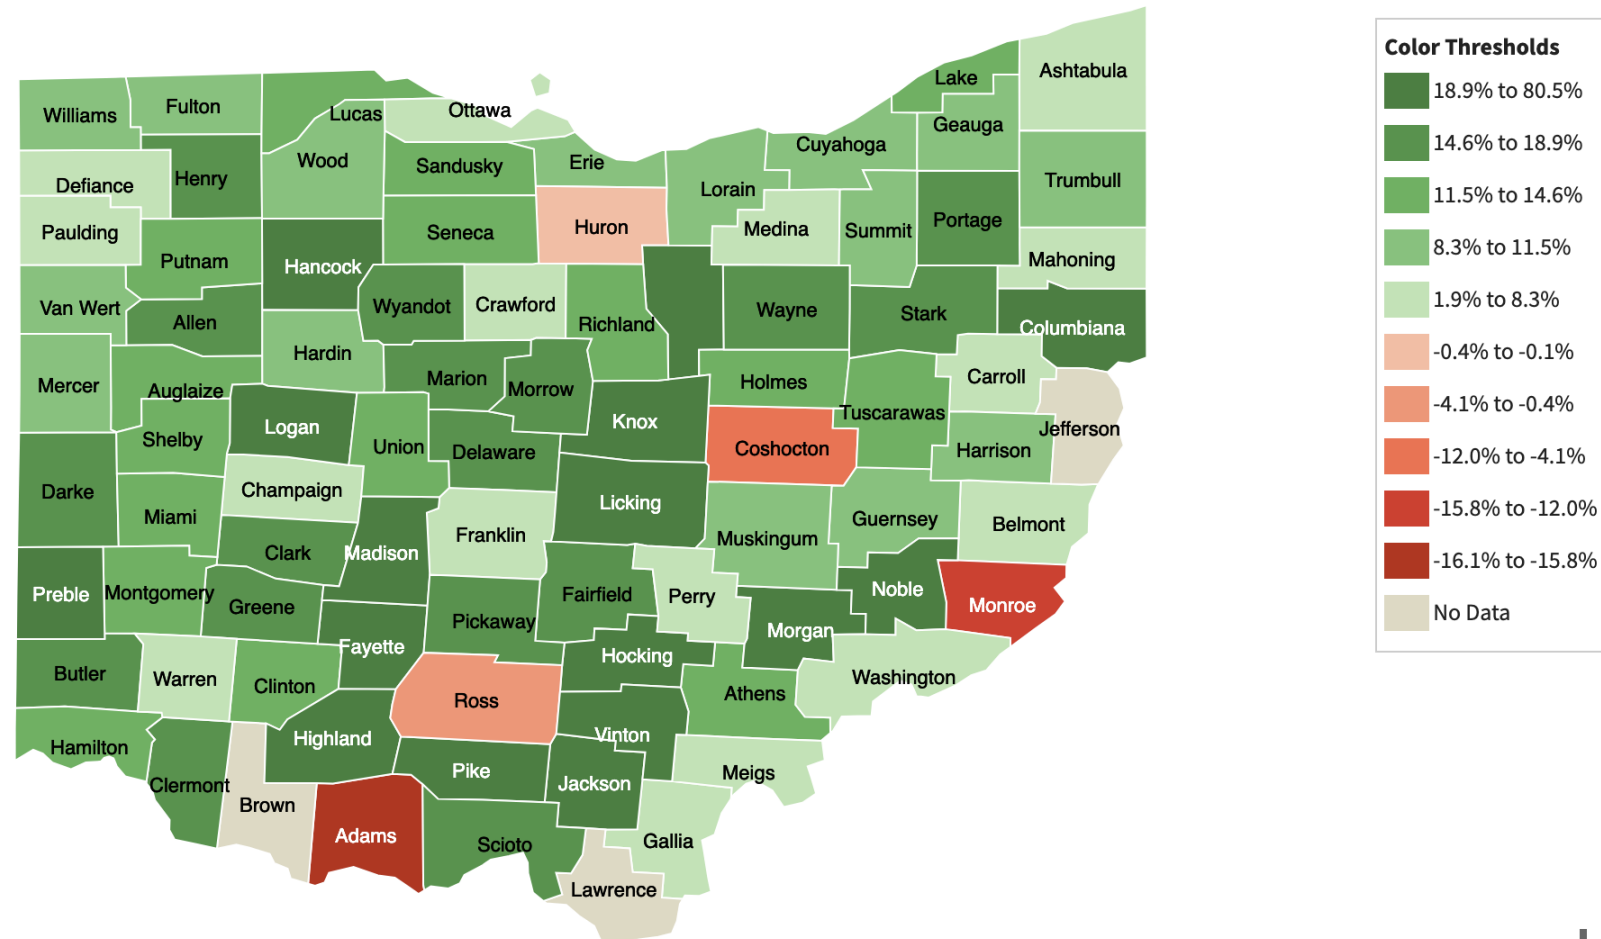 Color Thresholds
18.9% to 80.5%
14.6% to 18.9%
11.5% to 14.6%
8.3% to 11.5%
1.9% to 8.3%
-0.4% to -0.1%
-4.1% to -0.4%
-12.0% to -4.1%
-15.8% to -12.0%
-16.1% to -15.8%
No Data
Williams
Fulton
Lucas
Ottawa
Lake
Ashtabula
Defiance
Henry
Wood
Sandusky
Erie
Cuyahoga
Geauga
Trumbull
Paulding
Putnam
Hancock
Seneca
Huron
Lorain
Medina
Summit
Portage
Mahoning
Van Wert
Allen
Wyandot
Crawford
Richland
Wayne
Stark
Columbiana
Mercer
Auglaize
Hardin
Marion
Morrow
Holmes
Carroll
Shelby
Logan
Union
Delaware
Knox
Coshocton
Tuscarawas
Harrison
Jefferson
Darke
Miami
Champaign
Franklin
Licking
Muskingum
Guernsey
Belmont
Preble
Montgomery
Clark
Madison
Greene
Pickaway
Fairfield
Perry
Morgan
Noble
Monroe
Butler
Warren
Clinton
Fayette
Ross
Hocking
Athens
Washington
Hamilton
Clermont
Highland
Pike
Vinton
Jackson
Meigs
Brown
Adams
Scioto
Gallia
Lawrence